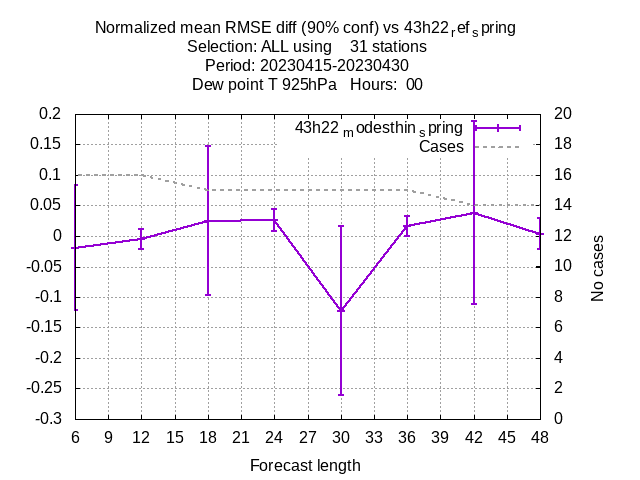 Normalized mean RMSE diff (90% conf) vs 43h22refspring
Selection: ALL using    31 stations
Period: 20230415-20230430
Dew point T 925hPa   Hours:  00
43h22modesthinspring
Cases
0.2
0.15
0.1
0.05
0
-0.05
-0.1
-0.15
-0.2
-0.25
-0.3
20
18
16
14
12
10
8
6
4
2
0
No cases
6 9 12 15 18 21 24 27 30 33 36 39 42 45 48
Forecast length